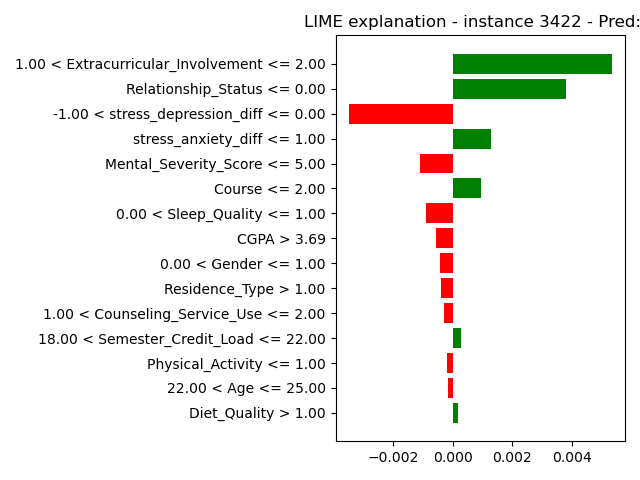 LIME explanation - instance 3422 - Pred:
1.00 < Extracurricular_Involvement <= 2.00
Relationship_Status <= 0.00
-1.00 < stress_depression_diff <= 0.00
stress_anxiety_diff <= 1.00
Mental_Severity_Score <= 5.00
Course <= 2.00
0.00 < Sleep_Quality <= 1.00
CGPA > 3.69
0.00 < Gender <= 1.00
Residence_Type > 1.00
1.00 < Counseling_Service_Use <= 2.00
18.00 < Semester_Credit_Load <= 22.00
Physical_Activity <= 1.00
22.00 < Age <= 25.00
Diet_Quality > 1.00
−0.002 0.000 0.002 0.004